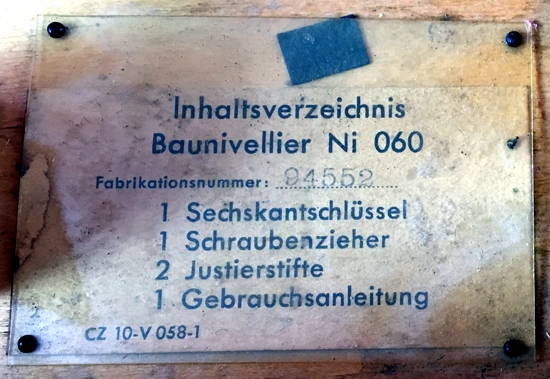 Inhaltsverzeichnis
Baunivellier Ni 060
Fabrikationsnummer: 94552
1 Sechskantschlüssel
1 Schraubenzieher
2 Justierstifte
1 Gebrauchsanleitung
CZ 10-V 058-1